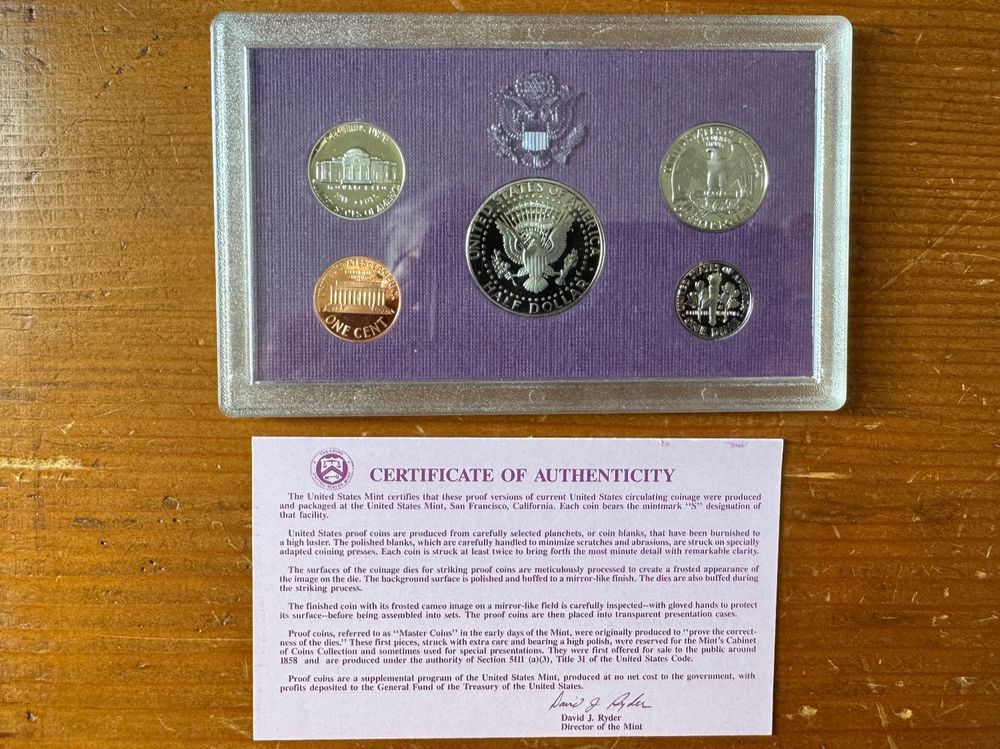 UNITED STATES OF AMERICA
HALF DOLLAR
ONE CENT
ONE DIME
CERTIFICATE OF AUTHENTICITY
The United States Mint certifies that these proof versions of current United States circulating coinage were produced
and packaged at the United States Mint, San Francisco, California. Each coin bears the mintmark "S" designation of
that facility.
United States proof coins are produced from carefully selected planchets, or coin blanks, that have been burnished to
a high luster. The polished blanks, which are carefully handled to minimize scratches and abrasions, are struck on specially
adapted coining presses. Each coin is struck at least twice to bring forth the most minute detail with remarkable clarity.
The surfaces of the coinage dies for striking proof coins are meticulously processed to create a frosted appearance of
the image on the die. The background surface is polished and buffed to a mirror-like finish. The dies are also buffed during
the striking process.
The finished coin with its frosted cameo image on a mirror-like field is carefully inspected--with gloved hands to protect
its surface--before being assembled into sets. The proof coins are then placed into transparent presentation cases.
Proof coins, referred to as "Master Coins" in the early days of the Mint, were originally produced to "prove the correct-
ness of the dies." These first pieces, struck with extra care and bearing a high polish, were reserved for the Mint's Cabinet
of Coins Collection and sometimes used for special presentations. They were first offered for sale to the public around
1858 and are produced under the authority of Section 5111 (a)(3), Title 31 of the United States Code.
Proof coins are a supplemental program of the United States Mint, produced at no net cost to the government, with
profits deposited to the General Fund of the Treasury of the United States.
David J. Ryder
David J. Ryder
Director of the Mint